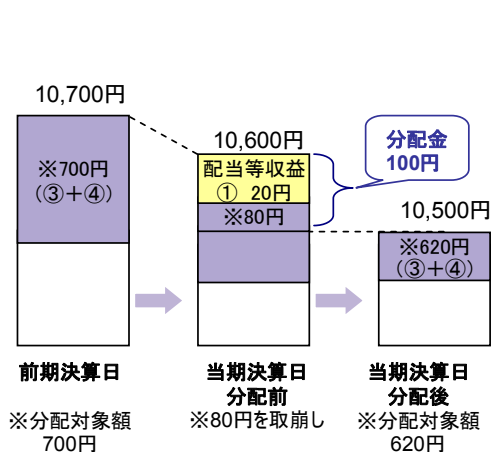 10,700円
※700円
（③＋④）
前期決算日
※分配対象額
700円
10,600円
配当等収益
① 20円
※80円
当期決算日
分配前
※80円を取崩し
分配金
100円
10,500円
※620円
（③＋④）
当期決算日
分配後
※分配対象額
620円